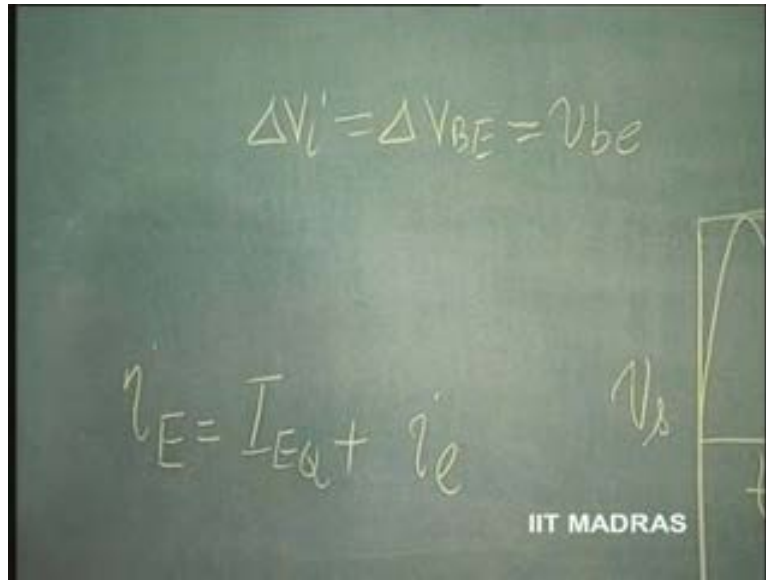 ΔVi = ΔVBE = vbe
iE = IEQ + ie
vs
t
IIT MADRAS